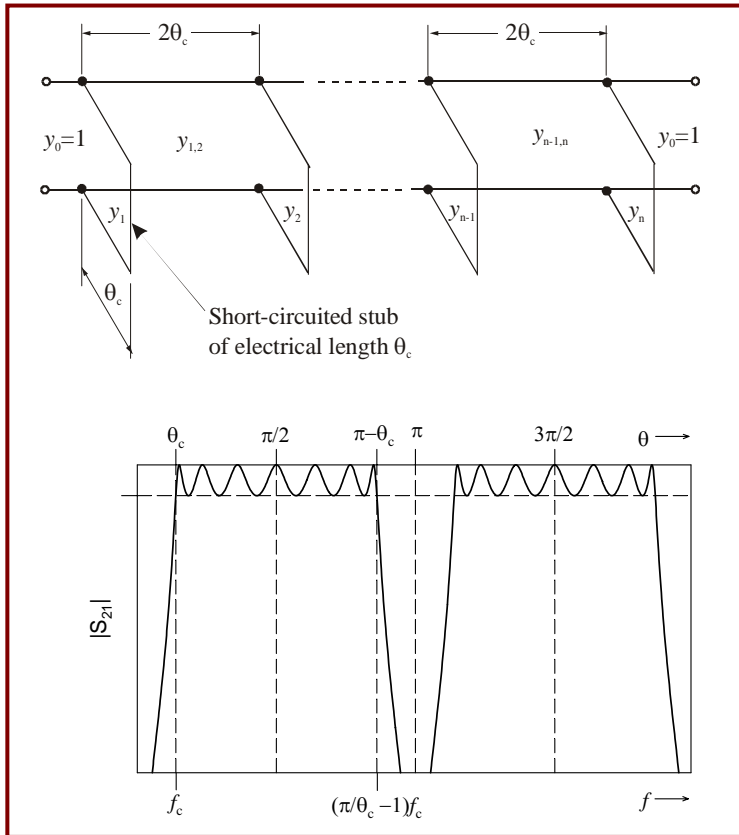 2θc 2θc
y0=1 y1,2 yn-1,n y0=1
y1 y2 yn-1 yn
θc
Short-circuited stub
of electrical length θc
θc π/2 π−θc π 3π/2 θ
|S21|
fc (π/θc −1)fc f